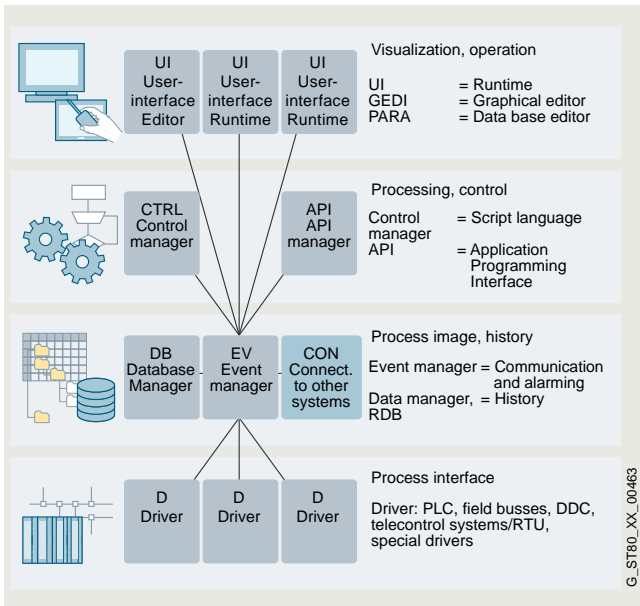 UI
User-
interface
Editor
UI
User-
interface
Runtime
UI
User-
interface
Runtime
Visualization, operation
UI = Runtime
GEDI = Graphical editor
PARA = Data base editor
CTRL
Control
manager
API
API
manager
Processing, control
Control = Script language
manager
API = Application
Programming
Interface
DB
Database
Manager
EV
Event
manager
CON
Connect.
to other
systems
Process image, history
Event manager = Communication
and alarming
Data manager, = History
RDB
D
Driver
D
Driver
D
Driver
Process interface
Driver: PLC, field busses, DDC,
telecontrol systems/RTU,
special drivers
G_ST80_XX_00463